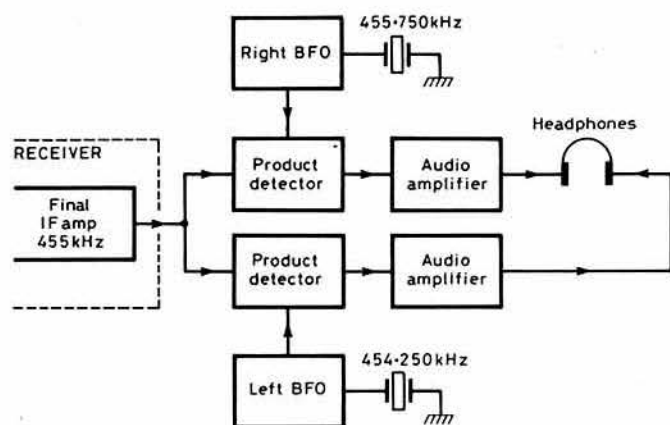 455·750kHz
Right BFO
Headphones
RECEIVER
Product
detector
Audio
amplifier
Final
IF amp
455kHz
Product
detector
Audio
amplifier
454·250kHz
Left BFO